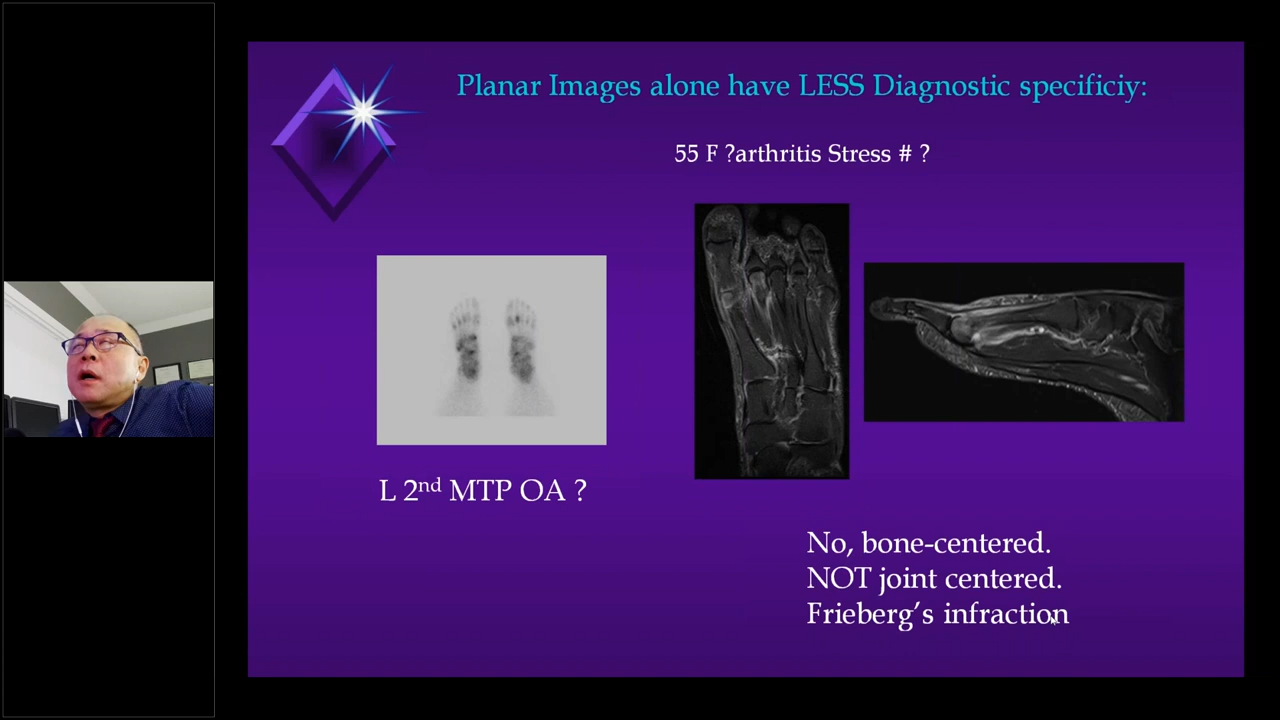 Planar Images alone have LESS Diagnostic specificiy:
55 F ?arthritis Stress # ?
L 2nd MTP OA ?
No, bone-centered.
NOT joint centered.
Frieberg's infraction